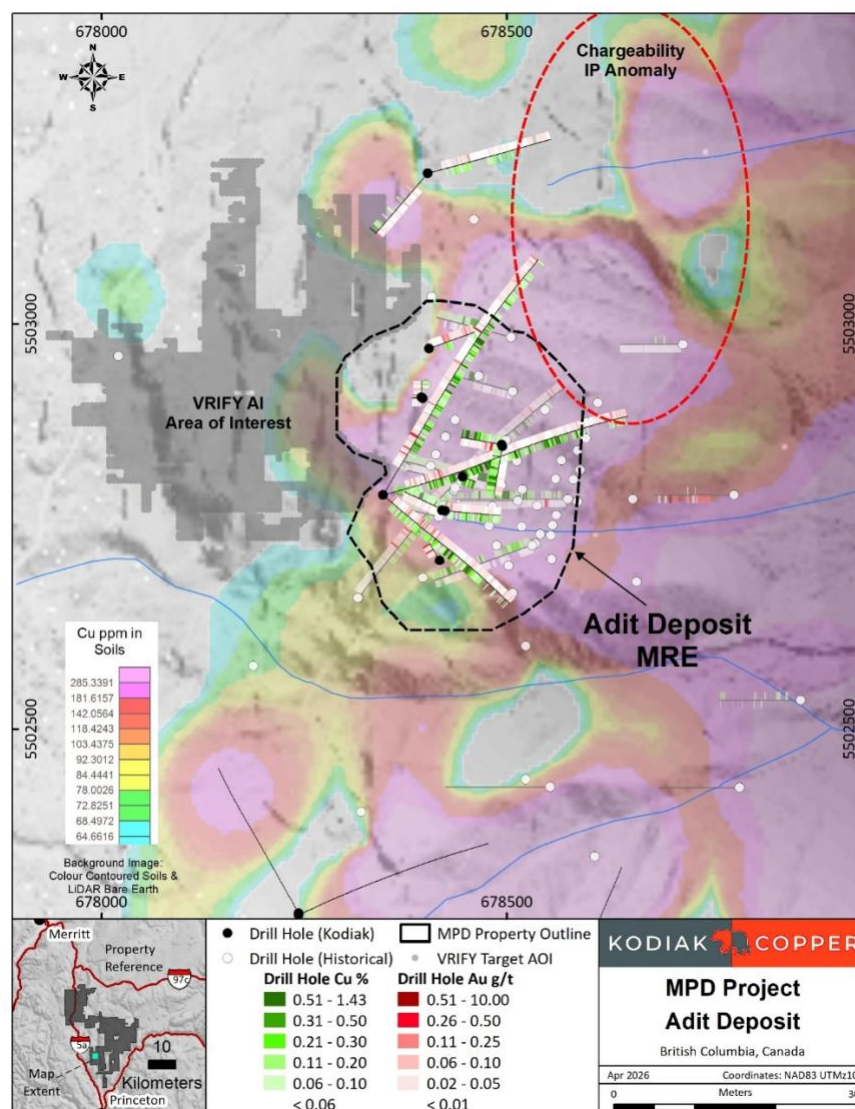 678000
678500
N
W
E
S
Chargeability
IP Anomaly
5503000
5503000
VRIFY AI
Area of Interest
Adit Deposit
MRE
Cu ppm in
Soils
285.3391
181.6157
142.0564
118.4243
103.4375
92.3012
84.4441
78.0026
72.8251
68.4972
64.6616
5502500
5502500
Background Image:
Colour Contoured Soils &
LiDAR Bare Earth
678000
678500
Merritt
Property
Reference
97c
5a
Map
Extent
10
Kilometers
Princeton
Drill Hole (Kodiak)
MPD Property Outline
Drill Hole (Historical)
VRIFY Target AOI
Drill Hole Cu %
0.51 - 1.43
0.31 - 0.50
0.21 - 0.30
0.11 - 0.20
0.06 - 0.10
< 0.06
Drill Hole Au g/t
0.51 - 10.00
0.26 - 0.50
0.11 - 0.25
0.06 - 0.10
0.02 - 0.05
< 0.01
KODIAK COPPER
MPD Project
Adit Deposit
British Columbia, Canada
Apr 2026
Coordinates: NAD83 UTMz10
Meters
0